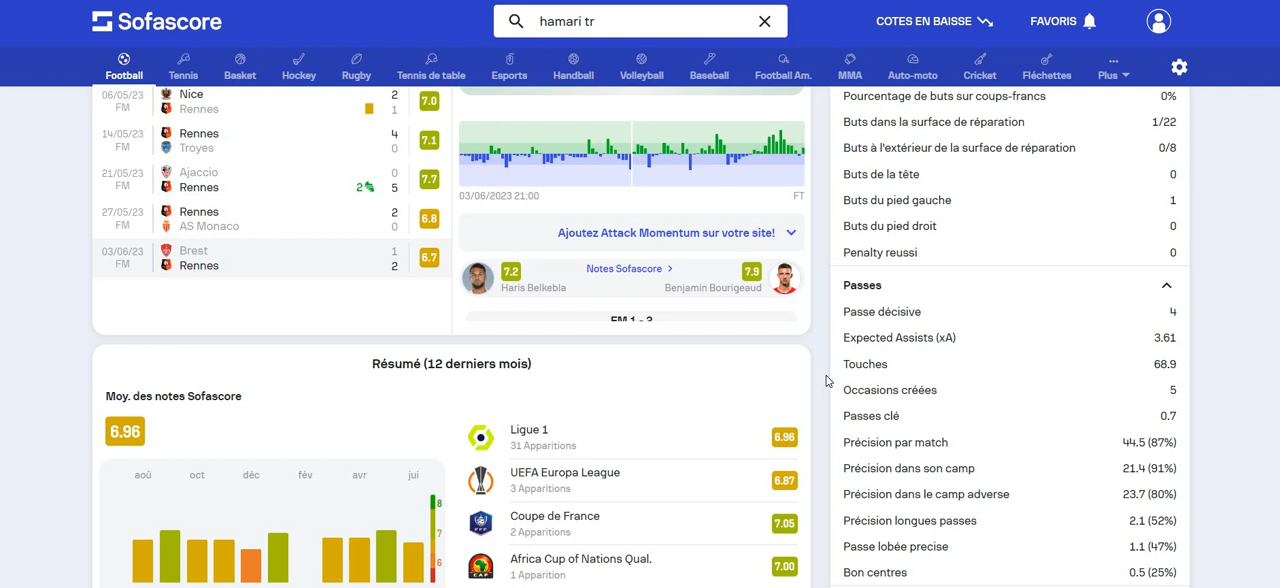 Sofascore
hamari tr
COTES EN BAISSE
FAVORIS
Football
Tennis
Basket
Hockey
Rugby
Tennis de table
Esports
Handball
Volleyball
Baseball
Football Am.
MMA
Auto-moto
Cricket
Fléchettes
Plus
06/05/23 Nice 2 7.0
FM Rennes 1
14/05/23 Rennes 4 7.1
FM Troyes 0
21/05/23 Ajaccio 0 7.7
FM Rennes 2 5
27/05/23 Rennes 2 6.8
FM AS Monaco 0
03/06/23 Brest 1 6.7
FM Rennes 2
03/06/2023 21:00 FT
Ajoutez Attack Momentum sur votre site!
7.2 Notes Sofascore > 7.9
Haris Belkebla Benjamin Bourigeaud
FM 1 - 2
Résumé (12 derniers mois)
Moy. des notes Sofascore
6.96
aoû oct déc fév avr jui
8
7
6
Ligue 1 6.96
31 Apparitions
UEFA Europa League 6.87
3 Apparitions
Coupe de France 7.05
2 Apparitions
Africa Cup of Nations Qual. 7.00
1 Apparition
Pourcentage de buts sur coups-francs 0%
Buts dans la surface de réparation 1/22
Buts à l'extérieur de la surface de réparation 0/8
Buts de la tête 0
Buts du pied gauche 1
Buts du pied droit 0
Penalty reussi 0
Passes
Passe décisive 4
Expected Assists (xA) 3.61
Touches 68.9
Occasions créées 5
Passes clé 0.7
Précision par match 44.5 (87%)
Précision dans son camp 21.4 (91%)
Précision dans le camp adverse 23.7 (80%)
Précision longues passes 2.1 (52%)
Passe lobée precise 1.1 (47%)
Bon centres 0.5 (25%)